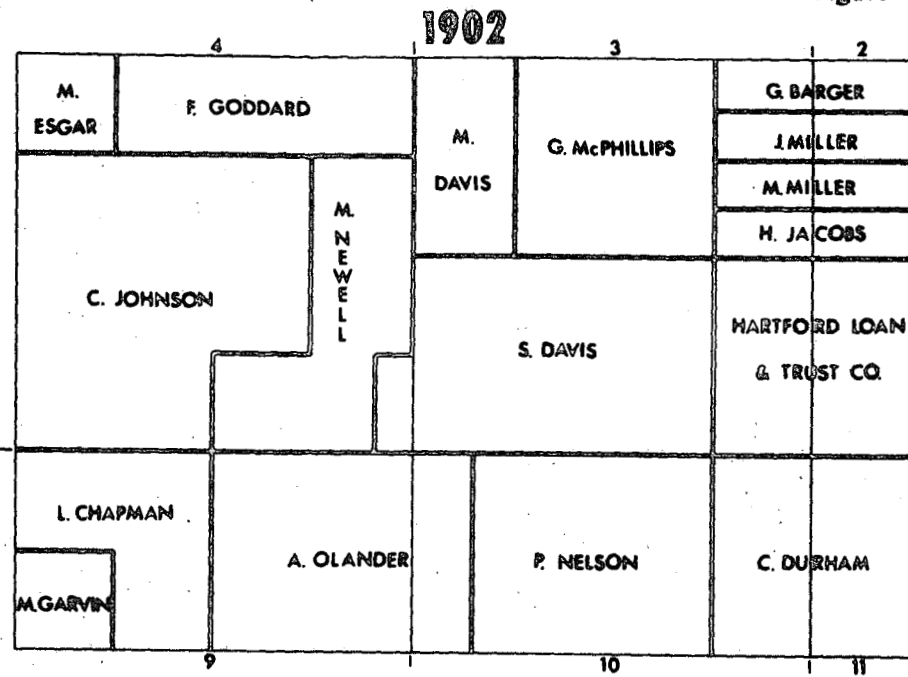 1902
4
3
2
M.
ESGAR
F. GODDARD
M.
DAVIS
G. McPHILLIPS
G. BARGER
J. MILLER
M. MILLER
H. JACOBS
C. JOHNSON
M.
NEWELL
S. DAVIS
HARTFORD LOAN
& TRUST CO.
L. CHAPMAN
M. GARVIN
A. OLANDER
P. NELSON
C. DURHAM
9
10
11